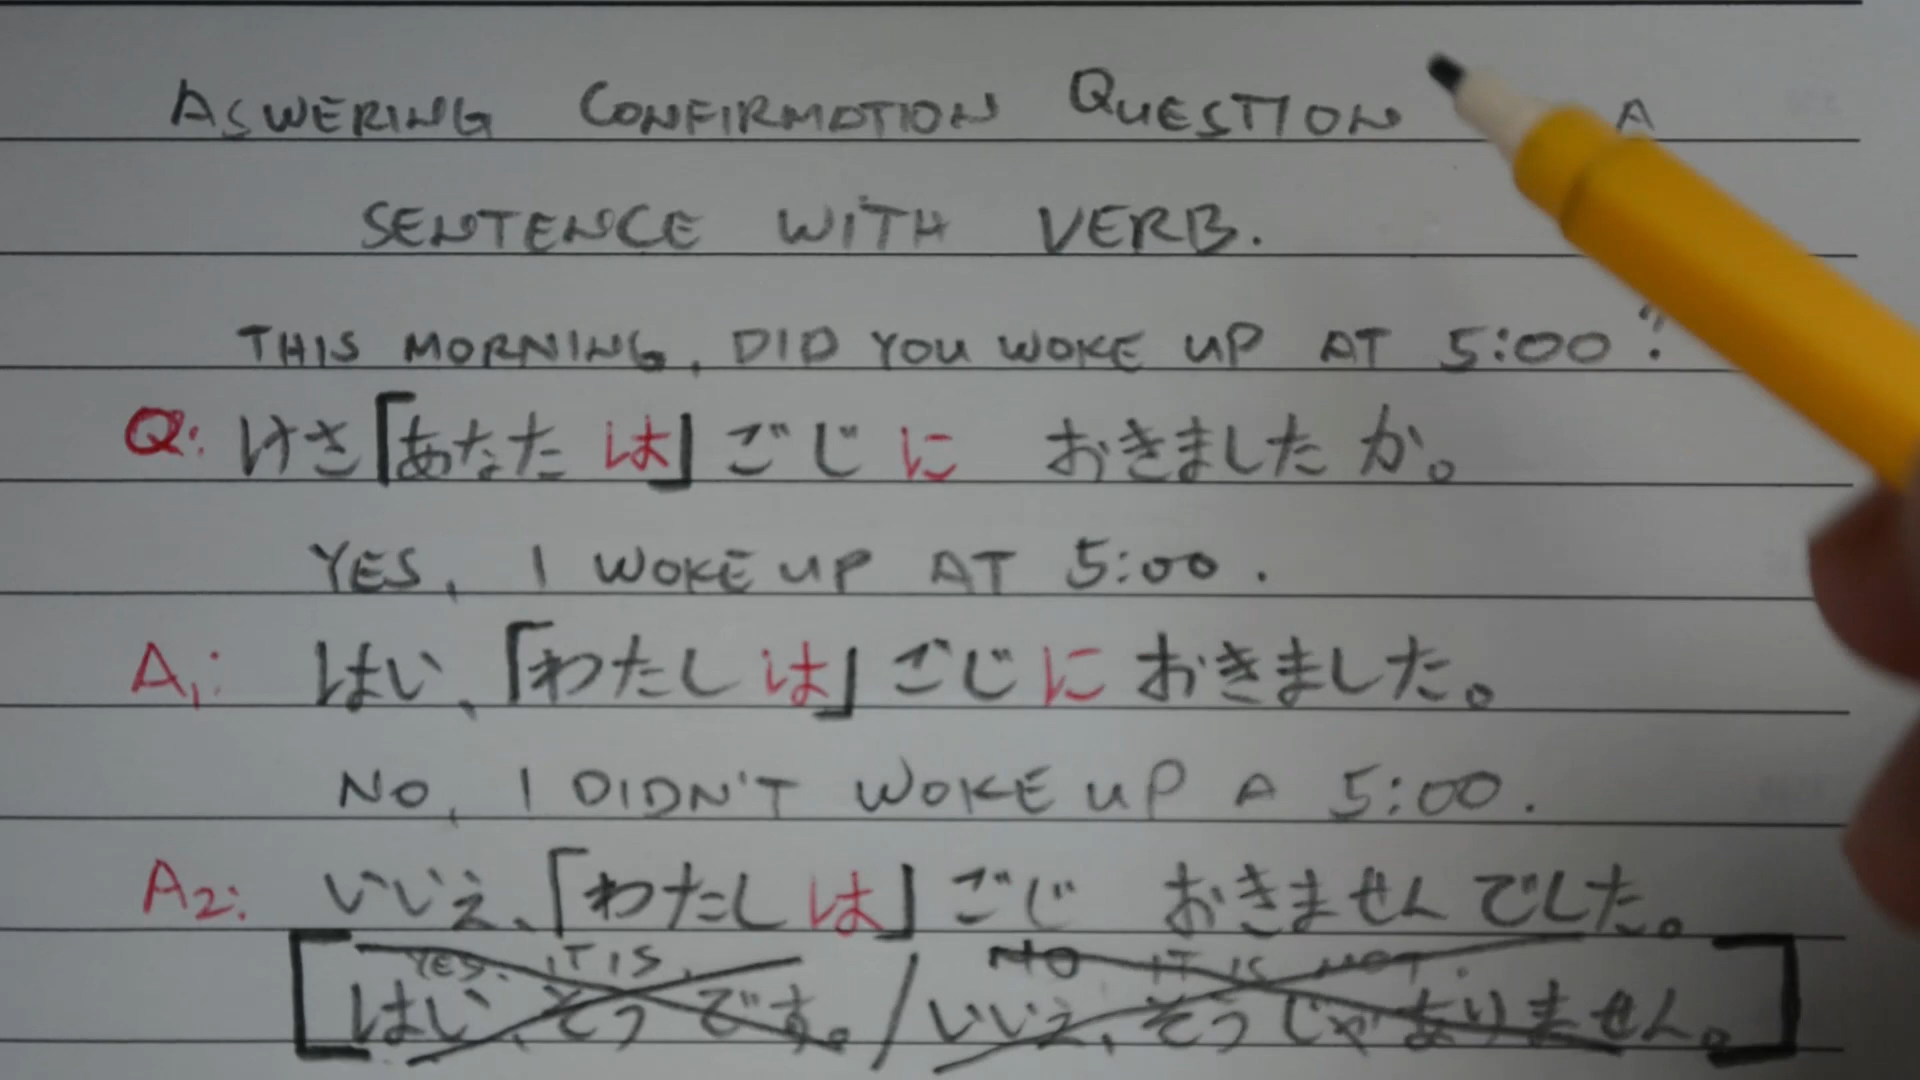 ASWERING CONFIRMATION QUESTION A
SENTENCE WITH VERB.
THIS MORNING, DID YOU WOKE UP AT 5:00?
Q: けさ「あなたは」ごじに おきましたか。
YES, I WOKE UP AT 5:00.
A1: はい、「わたしは」ごじに おきました。
NO, I DIDN'T WOKE UP A 5:00.
A2: いいえ、「わたしは」ごじ おきませんでした。
YES. IT IS. / NO IT IS NOT.
[はい、そうです。/いいえ、そうじゃありません。]